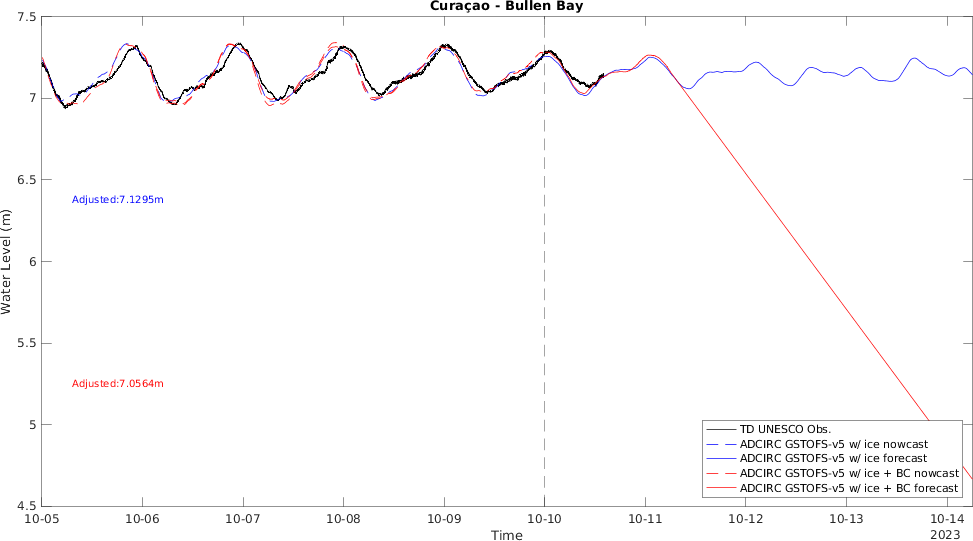 Curaçao - Bullen Bay
7.5
7
6.5
6
5.5
5
4.5
Water Level (m)
Adjusted:7.1295m
Adjusted:7.0564m
TD UNESCO Obs.
ADCIRC GSTOFS-v5 w/ ice nowcast
ADCIRC GSTOFS-v5 w/ ice forecast
ADCIRC GSTOFS-v5 w/ ice + BC nowcast
ADCIRC GSTOFS-v5 w/ ice + BC forecast
10-05 10-06 10-07 10-08 10-09 10-10 10-11 10-12 10-13 10-14
2023
Time